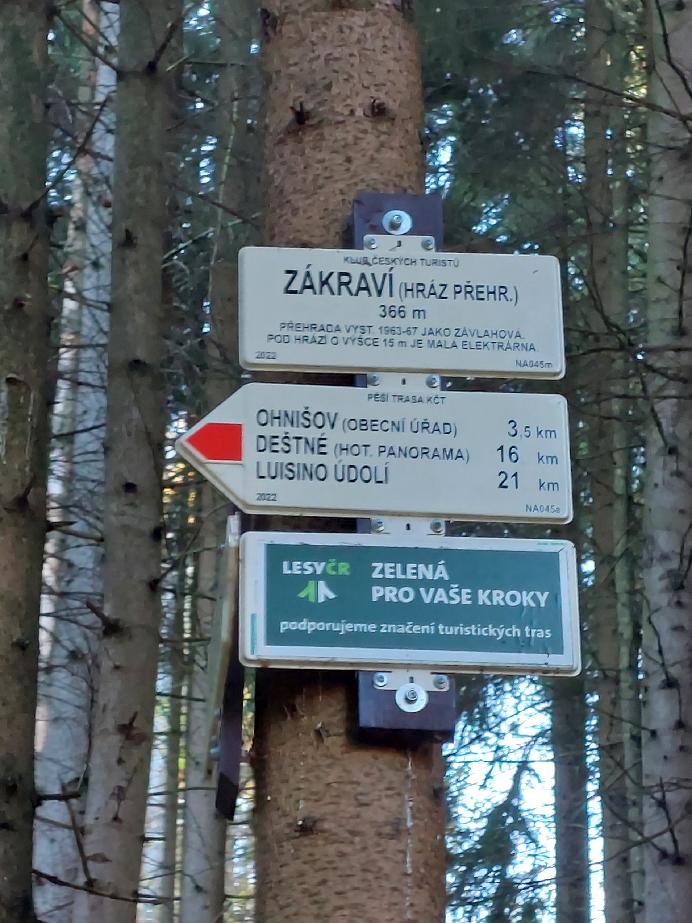 KLUB ČESKÝCH TURISTŮ
ZÁKRAVÍ (HRÁZ PŘEHR.)
366 m
PŘEHRADA VYST. 1963-67 JAKO ZÁVLAHOVÁ.
POD HRÁZÍ O VÝŠCE 15 m JE MALÁ ELEKTRÁRNA.
2022 NA045m
PĚŠÍ TRASA KČT
OHNIŠOV (OBECNÍ ÚŘAD) 3,5 km
DEŠTNÉ (HOT. PANORAMA) 16 km
LUISINO ÚDOLÍ 21 km
2022 NA045a
LESYČR ZELENÁ
PRO VAŠE KROKY
podporujeme značení turistických tras